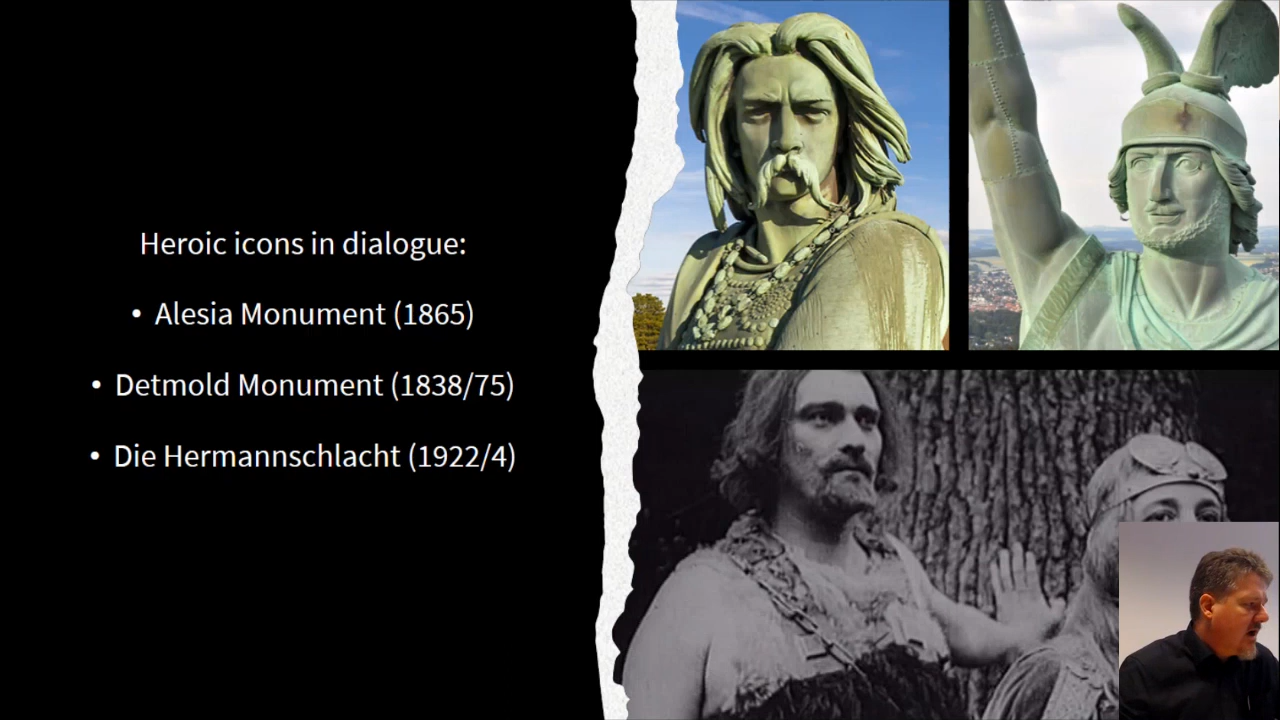 Heroic icons in dialogue:
• Alesia Monument (1865)
• Detmold Monument (1838/75)
• Die Hermannschlacht (1922/4)